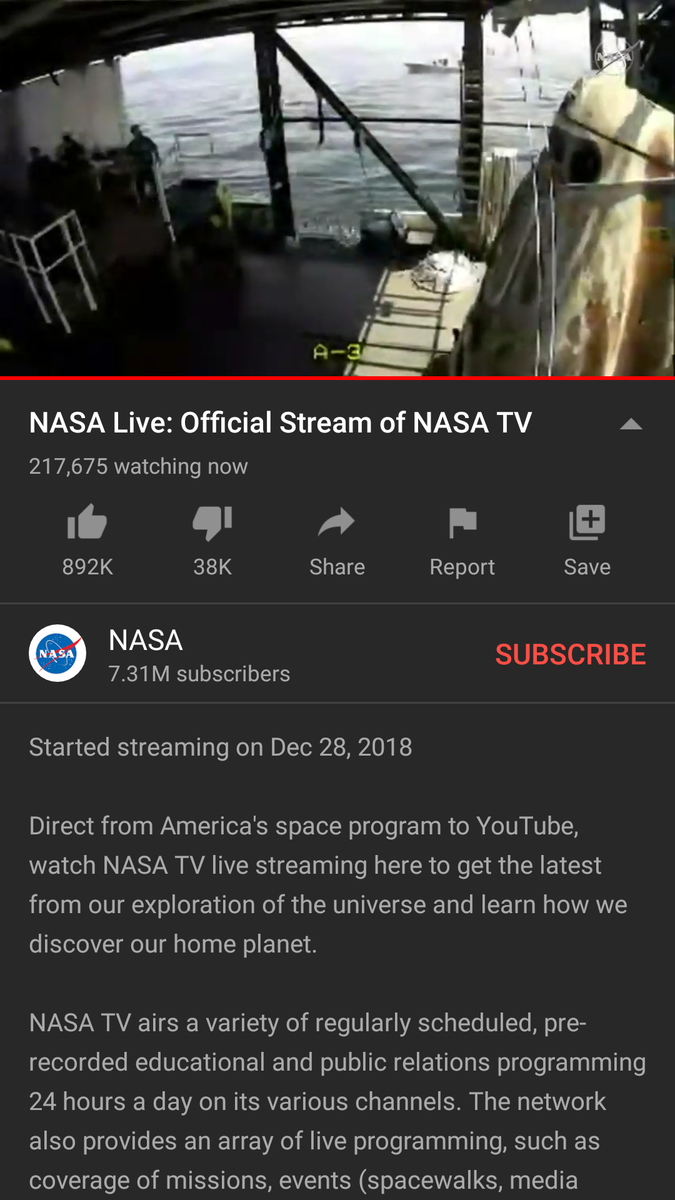 NASA
A-3
NASA Live: Official Stream of NASA TV
217,675 watching now
892K
38K
Share
Report
Save
NASA
NASA
7.31M subscribers
SUBSCRIBE
Started streaming on Dec 28, 2018
Direct from America's space program to YouTube,
watch NASA TV live streaming here to get the latest
from our exploration of the universe and learn how we
discover our home planet.
NASA TV airs a variety of regularly scheduled, pre-
recorded educational and public relations programming
24 hours a day on its various channels. The network
also provides an array of live programming, such as
coverage of missions, events (spacewalks, media